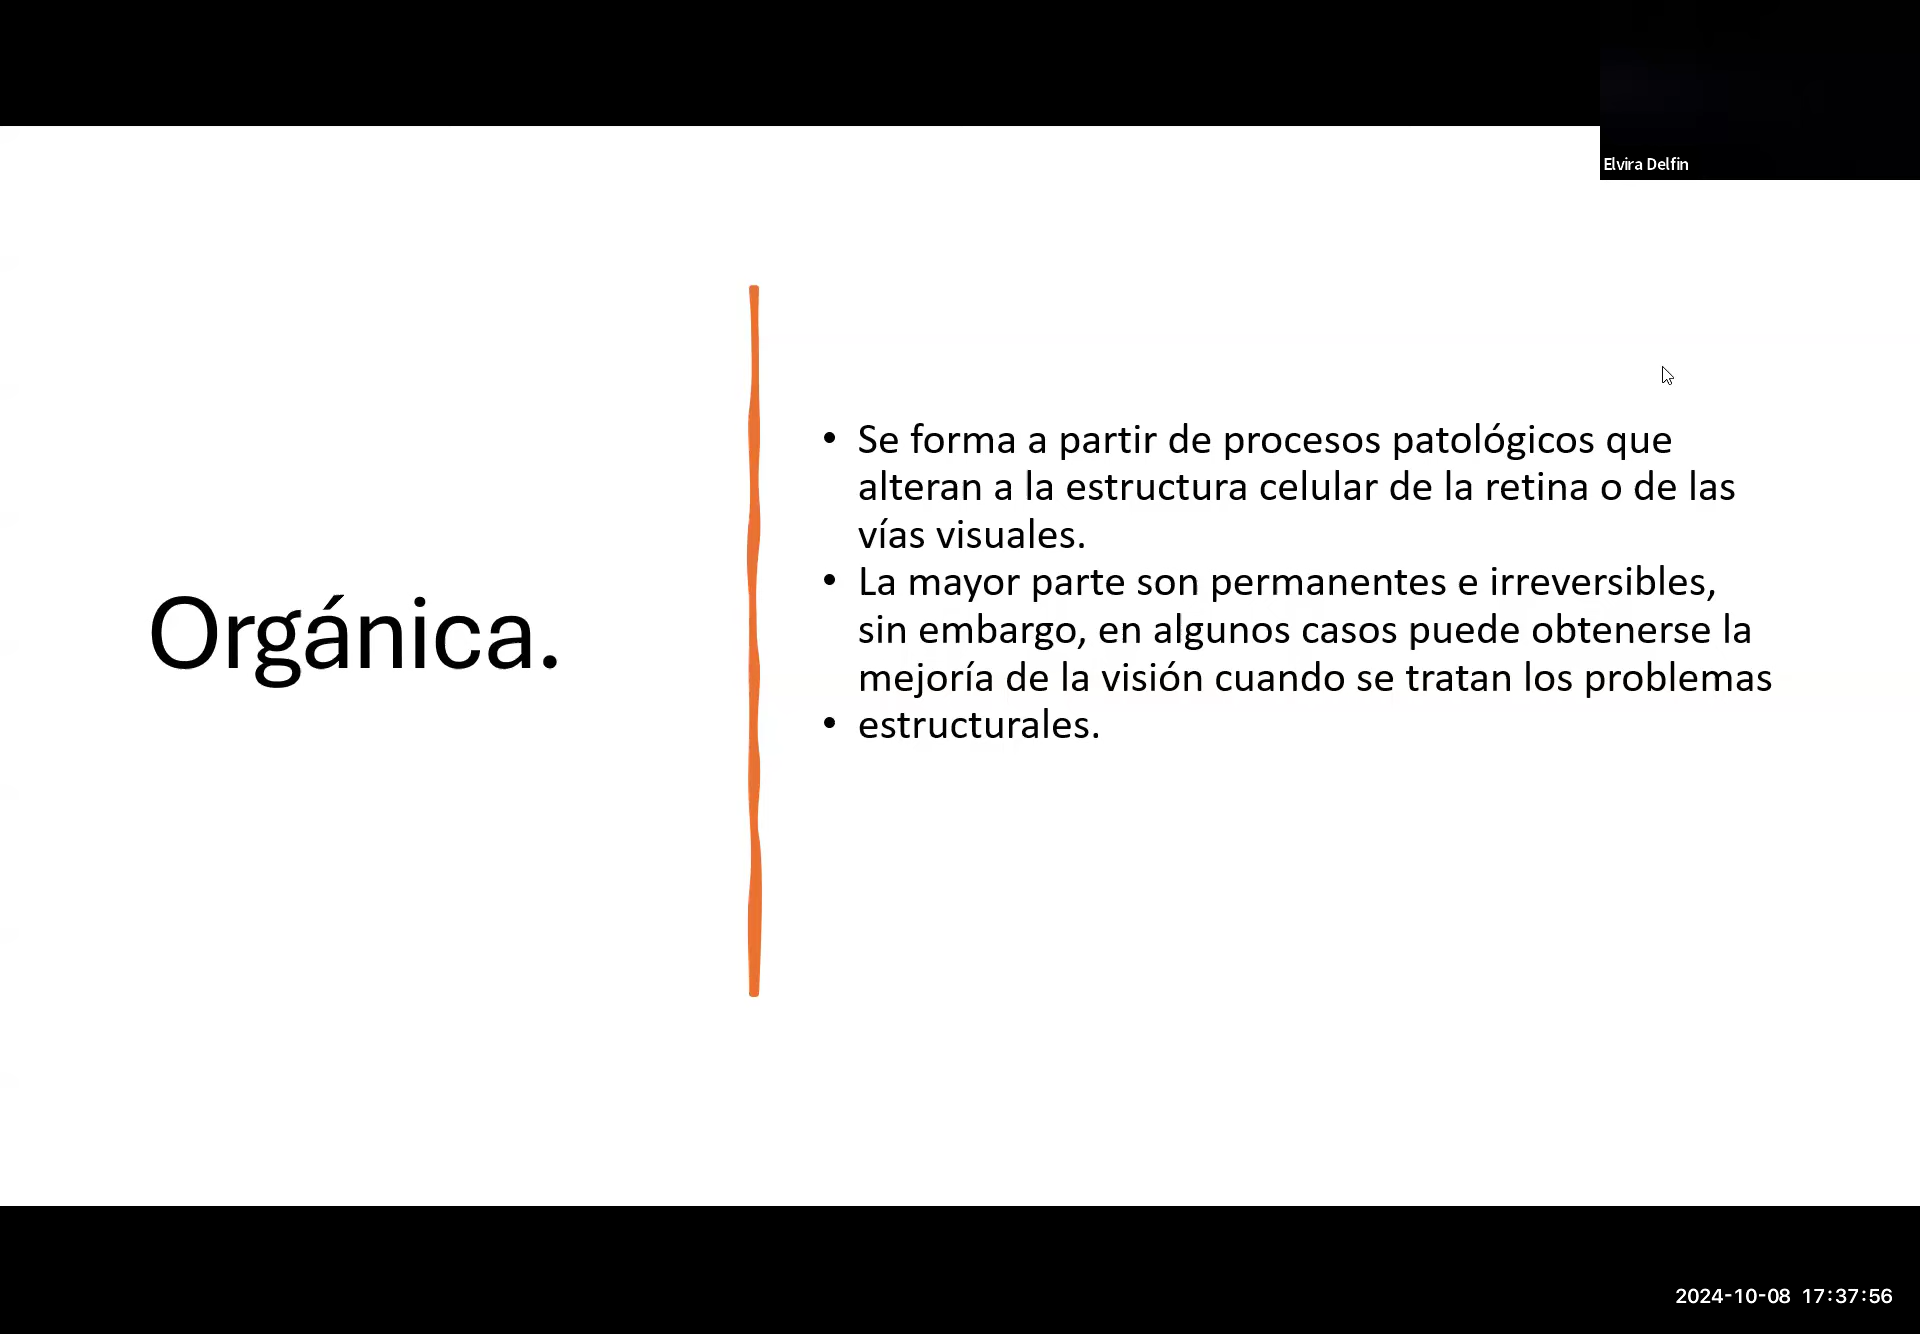 Elvira Delfin
Orgánica.
• Se forma a partir de procesos patológicos que
alteran a la estructura celular de la retina o de las
vías visuales.
• La mayor parte son permanentes e irreversibles,
sin embargo, en algunos casos puede obtenerse la
mejoría de la visión cuando se tratan los problemas
• estructurales.
2024-10-08 17:37:56